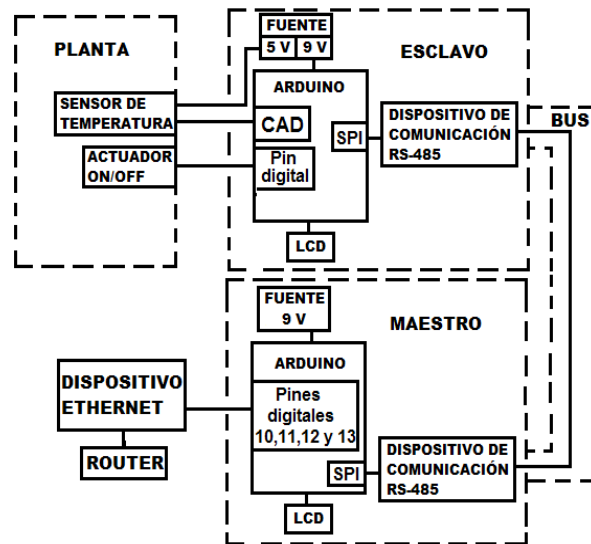 PLANTA
SENSOR DE
TEMPERATURA
ACTUADOR
ON/OFF
FUENTE
5 V 9 V
ESCLAVO
ARDUINO
CAD
Pin
digital
SPI
LCD
DISPOSITIVO DE
COMUNICACIÓN
RS-485
BUS
FUENTE
9 V
MAESTRO
ARDUINO
Pines
digitales
10,11,12 y 13
SPI
LCD
DISPOSITIVO DE
COMUNICACIÓN
RS-485
DISPOSITIVO
ETHERNET
ROUTER